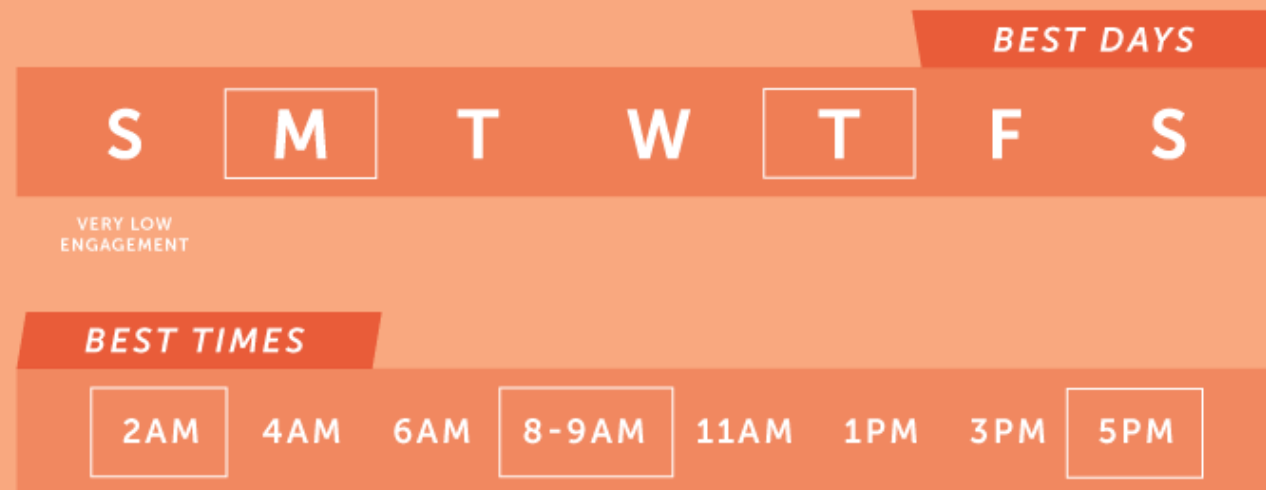 BEST DAYS
S M T W T F S
VERY LOW
ENGAGEMENT
BEST TIMES
2AM 4AM 6AM 8-9AM 11AM 1PM 3PM 5PM